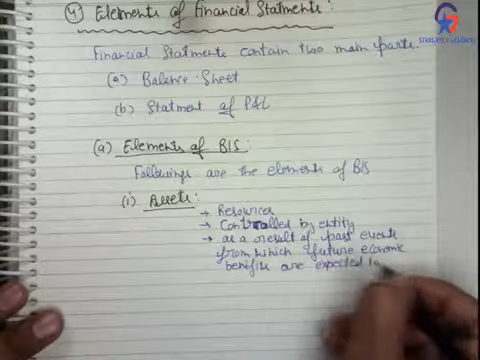 4) Elements of Financial Statments :
Financial Statments contain two main parts.
(a) Balance Sheet
(b) Statment of P&L
(a) Elements of B/S :
Followings are the elements of B/S
(i) Assets :
→ Resources
→ Controlled by entity
→ as a result of past events
from which future economic
benifits are expected to